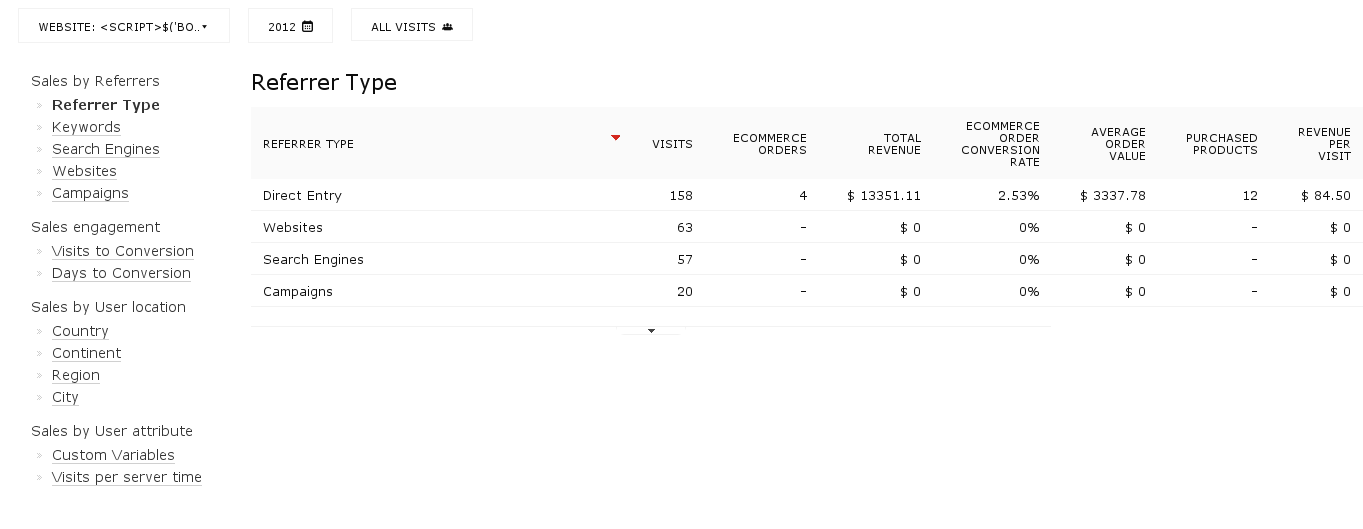 WEBSITE: <SCRIPT>$('BO.. 2012 ALL VISITS
Sales by Referrers
» Referrer Type
» Keywords
» Search Engines
» Websites
» Campaigns
Sales engagement
» Visits to Conversion
» Days to Conversion
Sales by User location
» Country
» Continent
» Region
» City
Sales by User attribute
» Custom Variables
» Visits per server time
Referrer Type
REFERRER TYPE VISITS ECOMMERCE ORDERS TOTAL REVENUE ECOMMERCE ORDER CONVERSION RATE AVERAGE ORDER VALUE PURCHASED PRODUCTS REVENUE PER VISIT
Direct Entry 158 4 $ 13351.11 2.53% $ 3337.78 12 $ 84.50
Websites 63 - $ 0 0% $ 0 - $ 0
Search Engines 57 - $ 0 0% $ 0 - $ 0
Campaigns 20 - $ 0 0% $ 0 - $ 0